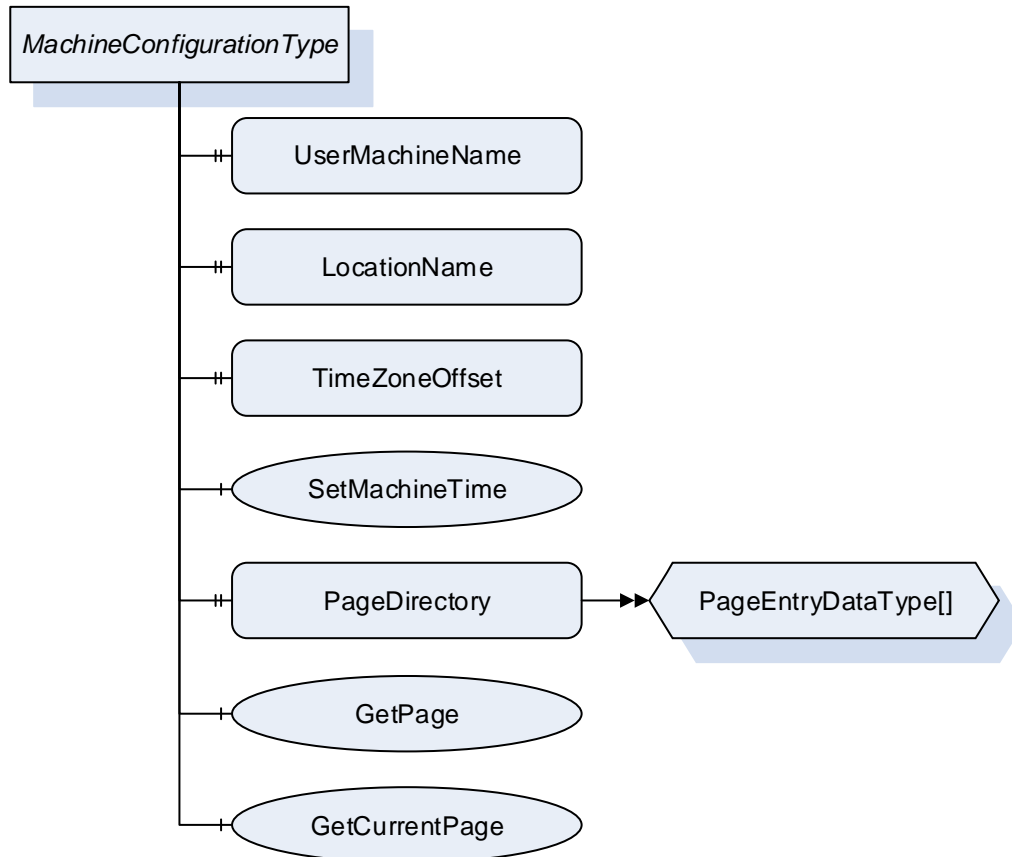 MachineConfigurationType
UserMachineName
LocationName
TimeZoneOffset
SetMachineTime
PageDirectory
PageEntryDataType[]
GetPage
GetCurrentPage